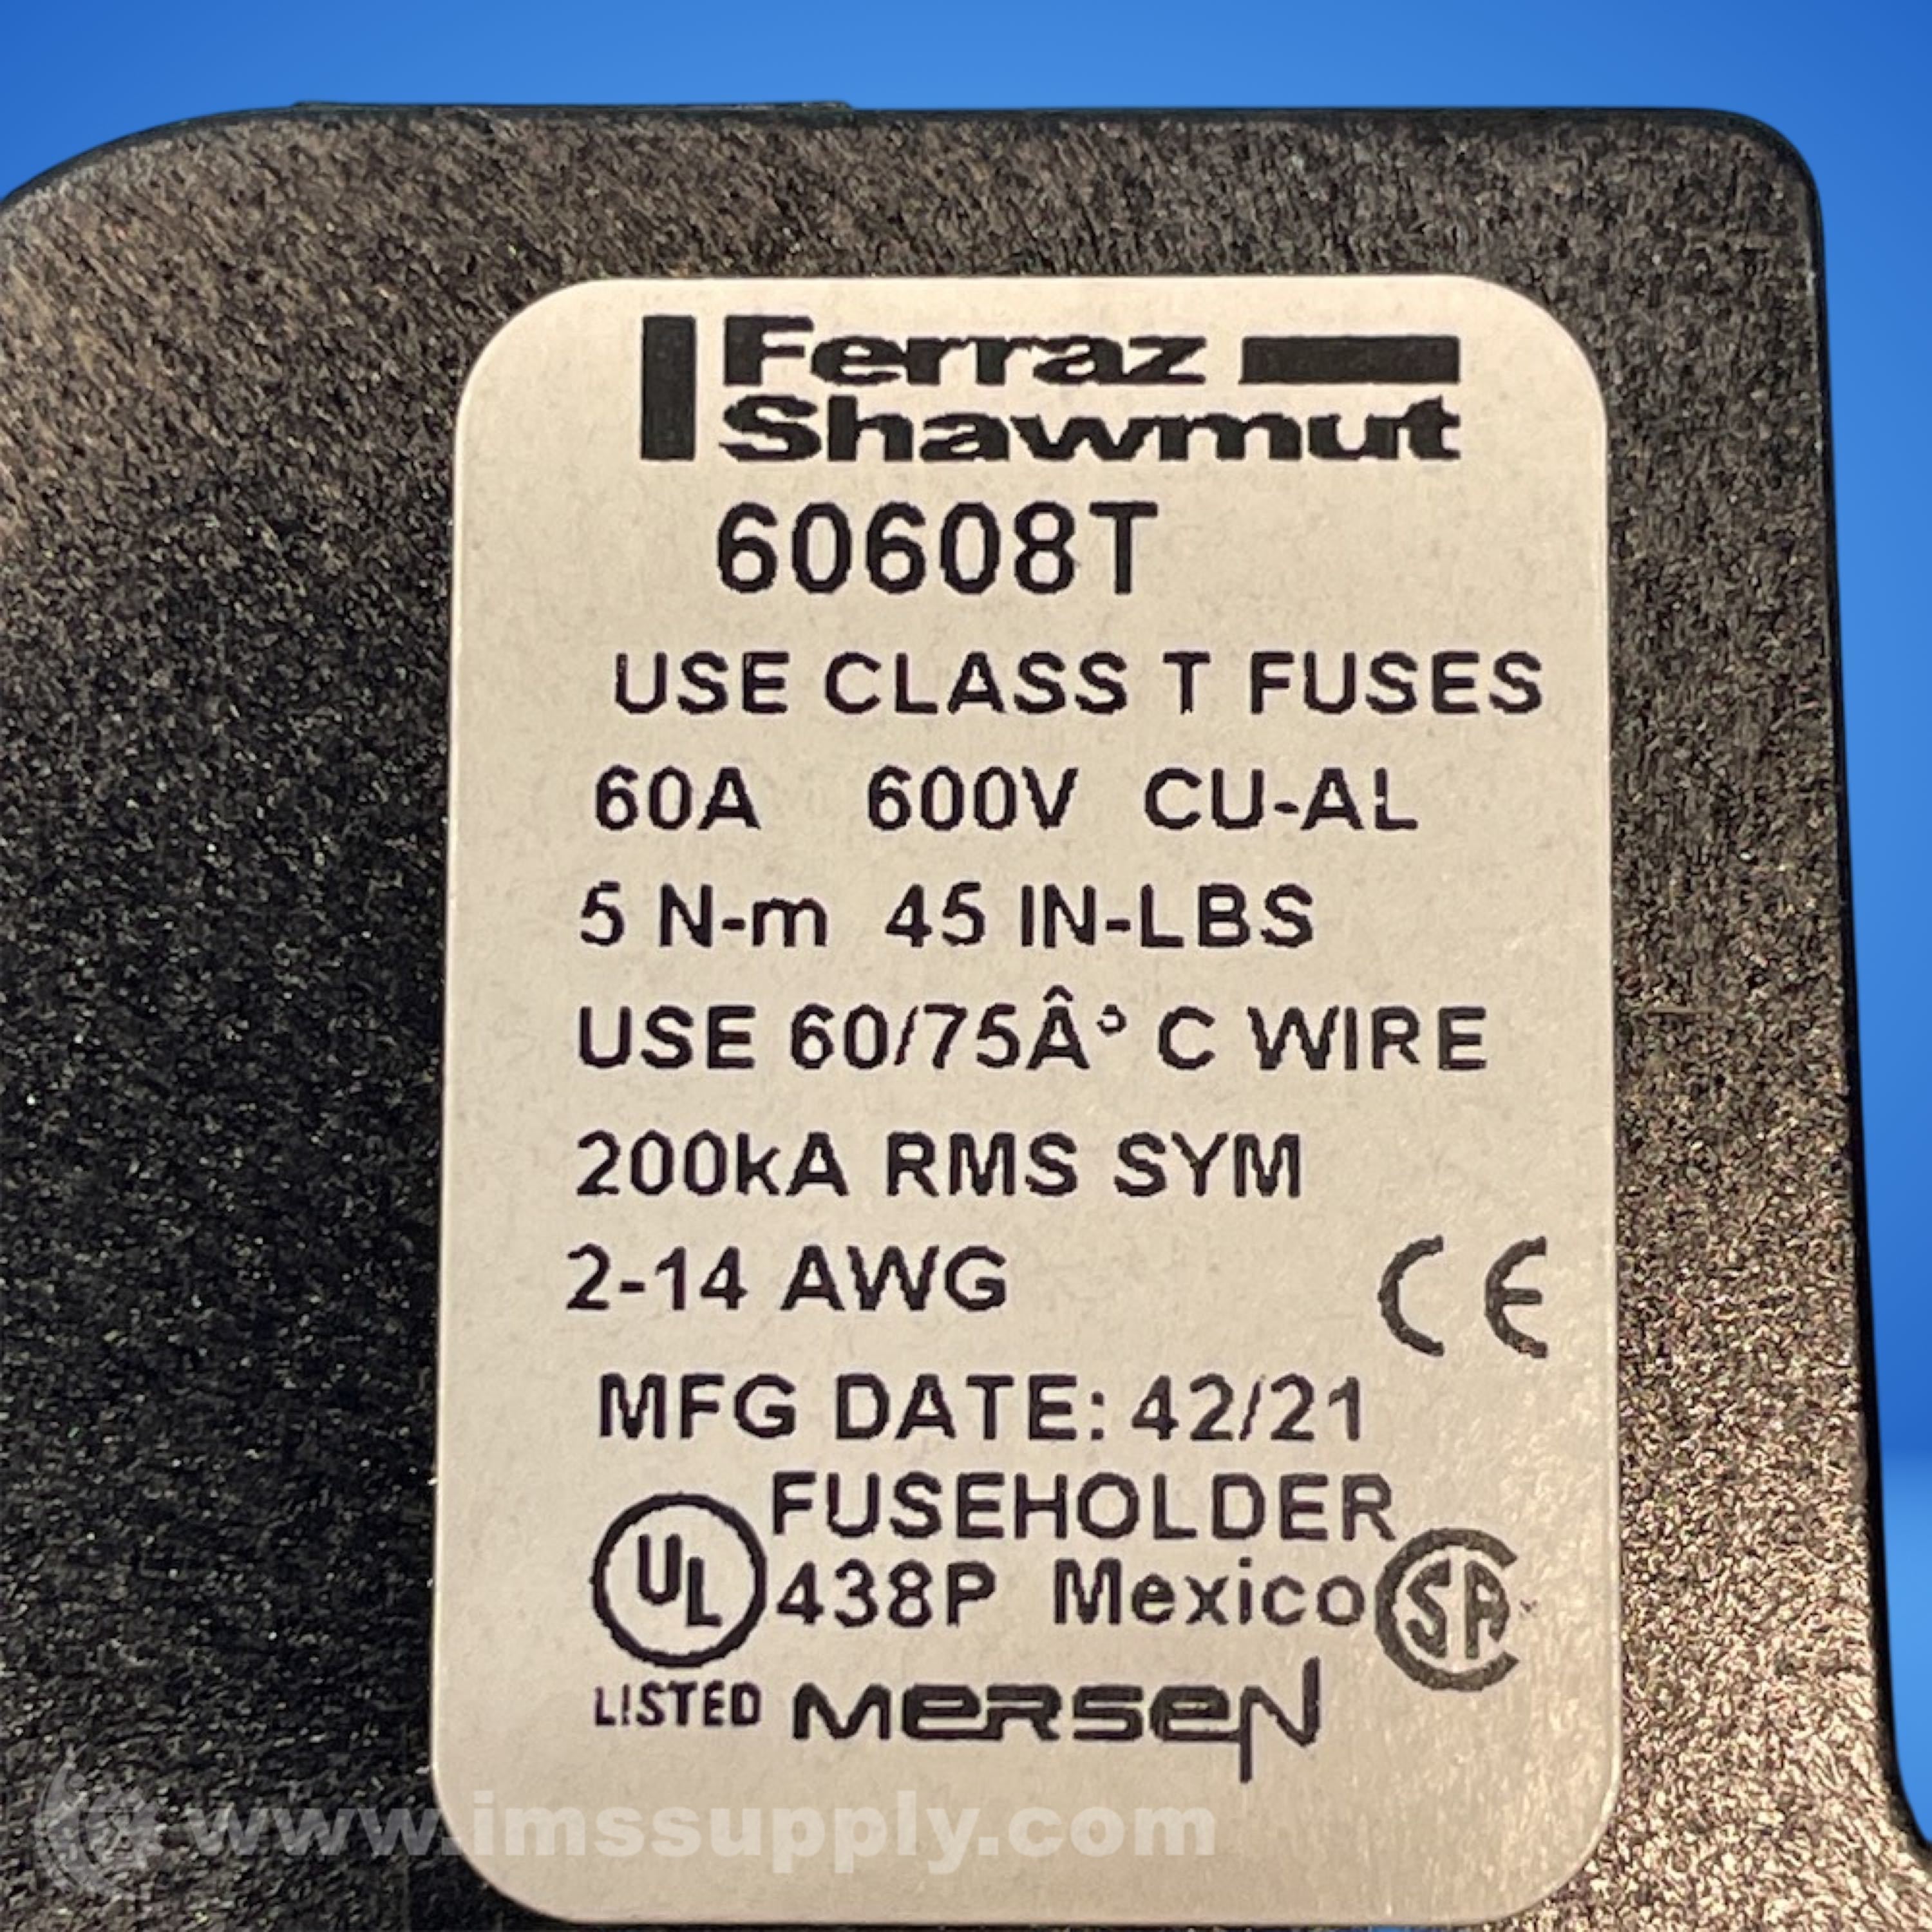 Ferraz
Shawmut
60608T
USE CLASS T FUSES
60A 600V CU-AL
5 N-m 45 IN-LBS
USE 60/75Â° C WIRE
200kA RMS SYM
2-14 AWG CE
MFG DATE: 42/21
FUSEHOLDER
UL 438P Mexico SA
LISTED MERSEN
www.imssupply.com